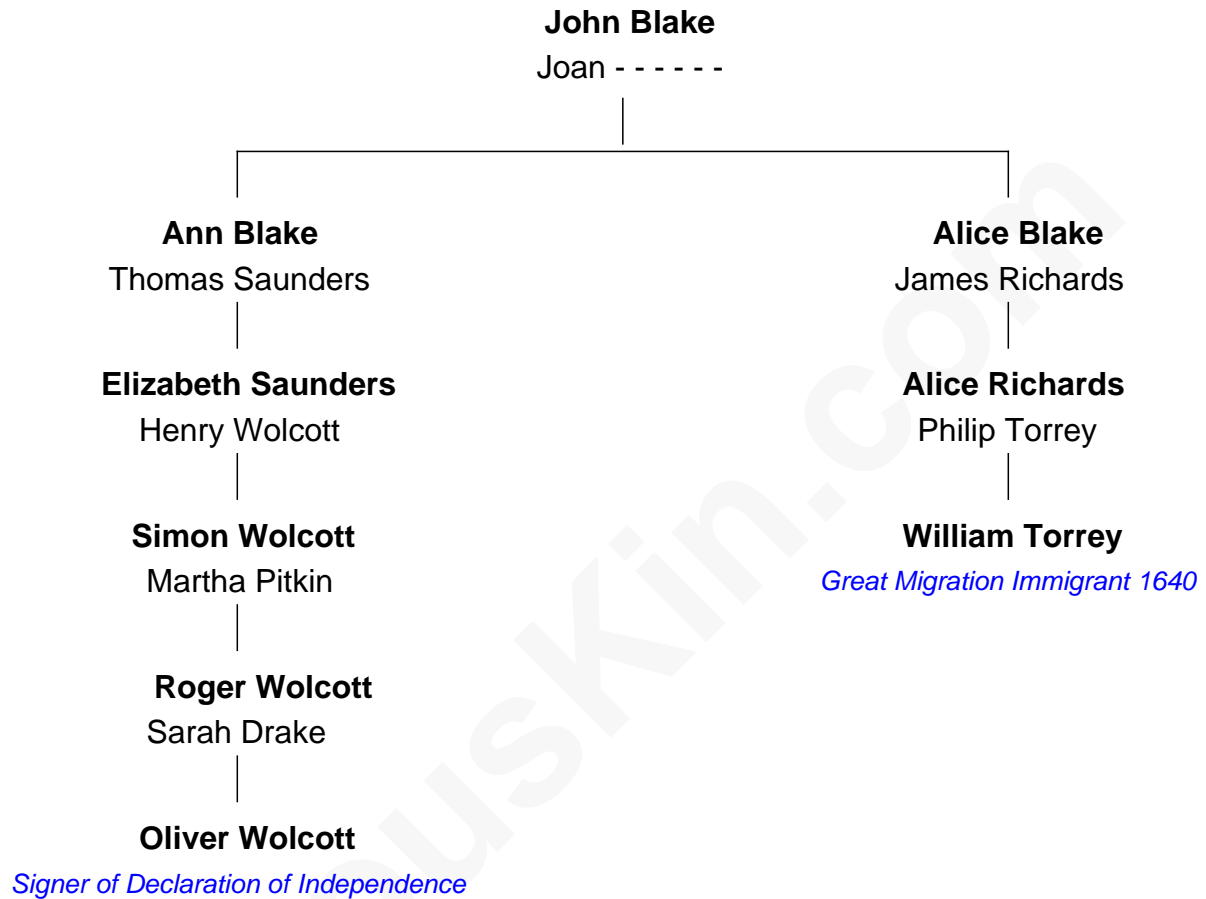 John Blake
Joan - - - - - -
Ann Blake
Thomas Saunders
Elizabeth Saunders
Henry Wolcott
Simon Wolcott
Martha Pitkin
Roger Wolcott
Sarah Drake
Oliver Wolcott
Signer of Declaration of Independence
Alice Blake
James Richards
Alice Richards
Philip Torrey
William Torrey
Great Migration Immigrant 1640
usKin.com